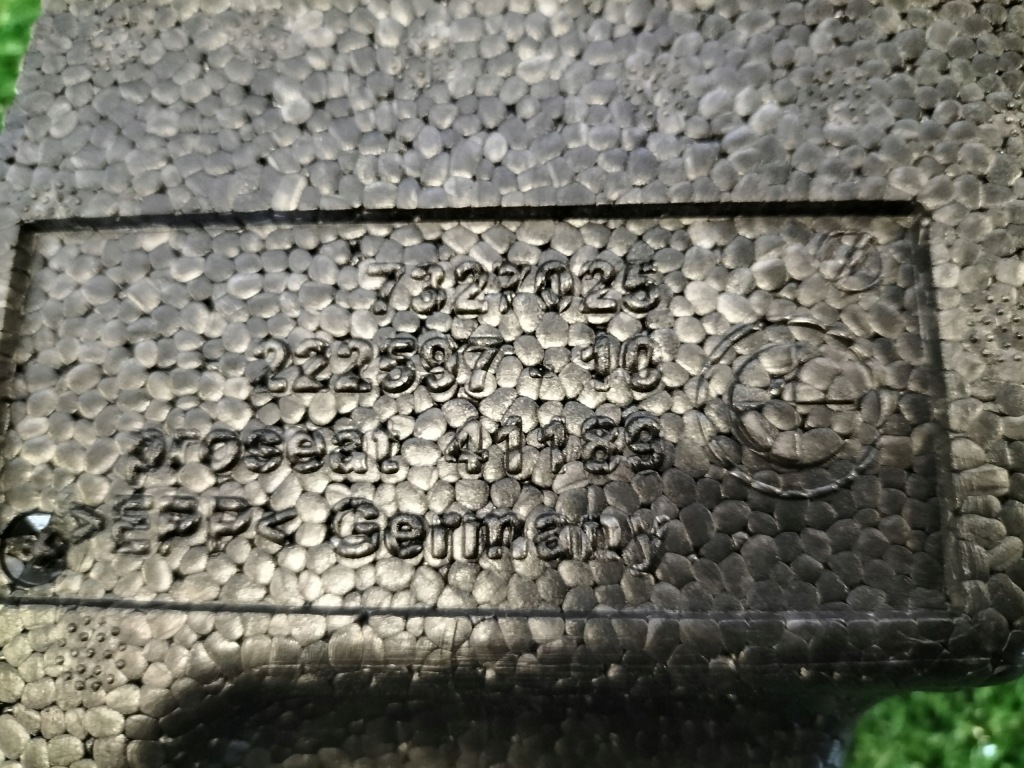 7327025
222597-10
proseat 41189
>EPP< Germany